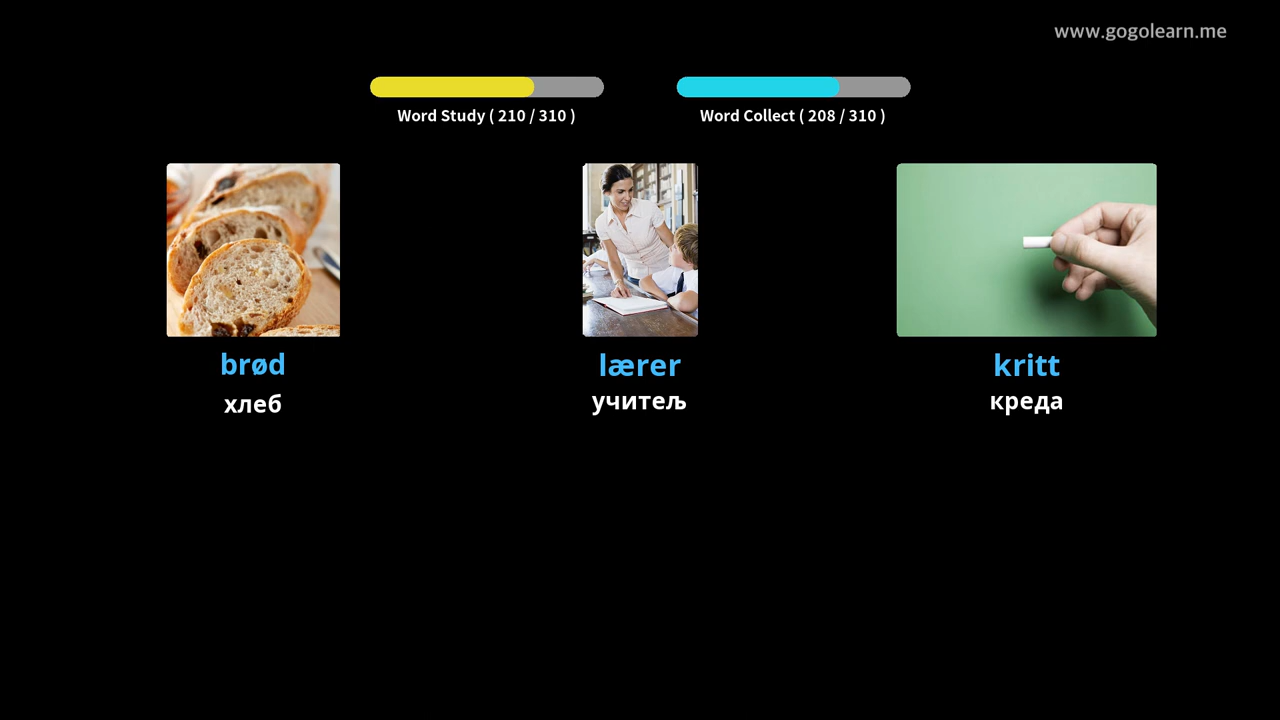 www.gogolearn.me
Word Study ( 210 / 310 )
Word Collect ( 208 / 310 )
brød
lærer
kritt
хлеб
учитељ
креда